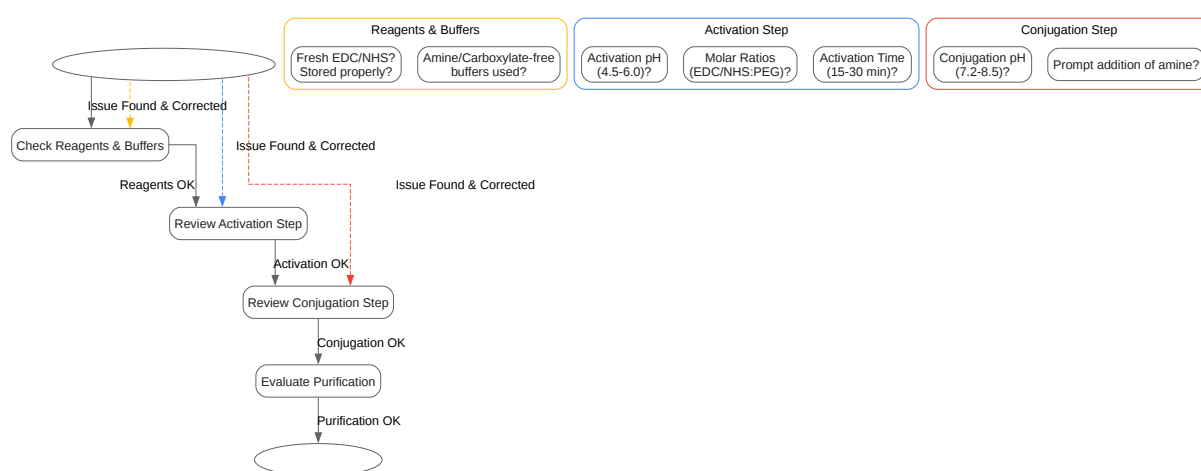 Reagents & Buffers
Fresh EDC/NHS?
Stored properly?
Amine/Carboxylate-free
buffers used?
Activation Step
Activation pH
(4.5-6.0)?
Molar Ratios
(EDC/NHS:PEG)?
Activation Time
(15-30 min)?
Conjugation Step
Conjugation pH
(7.2-8.5)?
Prompt addition of amine?
Issue Found & Corrected
Check Reagents & Buffers
Issue Found & Corrected
Reagents OK
Issue Found & Corrected
Review Activation Step
Activation OK
Review Conjugation Step
Conjugation OK
Evaluate Purification
Purification OK